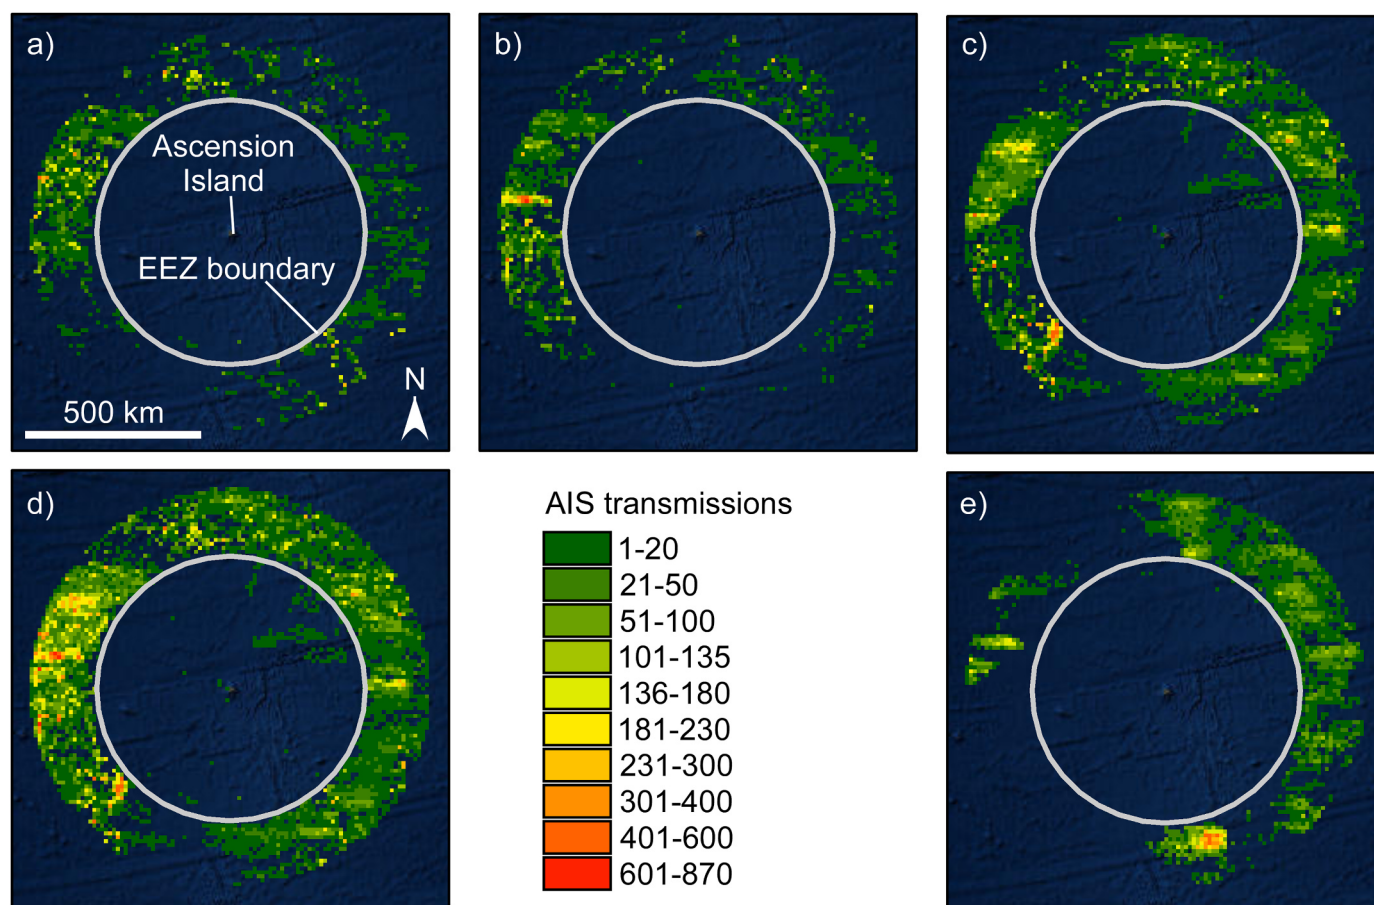 a)
b)
c)
Ascension
Island
EEZ boundary
N
500 km
d)
AIS transmissions
1-20
21-50
51-100
101-135
136-180
181-230
231-300
301-400
401-600
601-870
e)